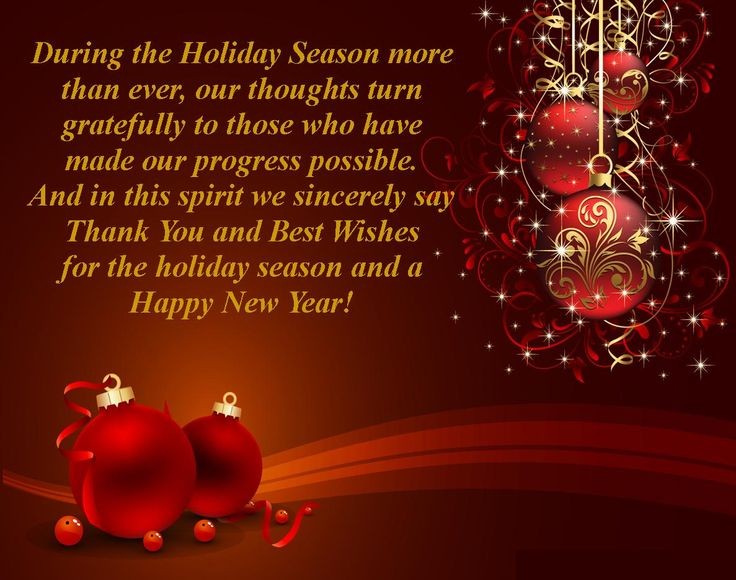 During the Holiday Season more
than ever, our thoughts turn
gratefully to those who have
made our progress possible.
And in this spirit we sincerely say
Thank You and Best Wishes
for the holiday season and a
Happy New Year!